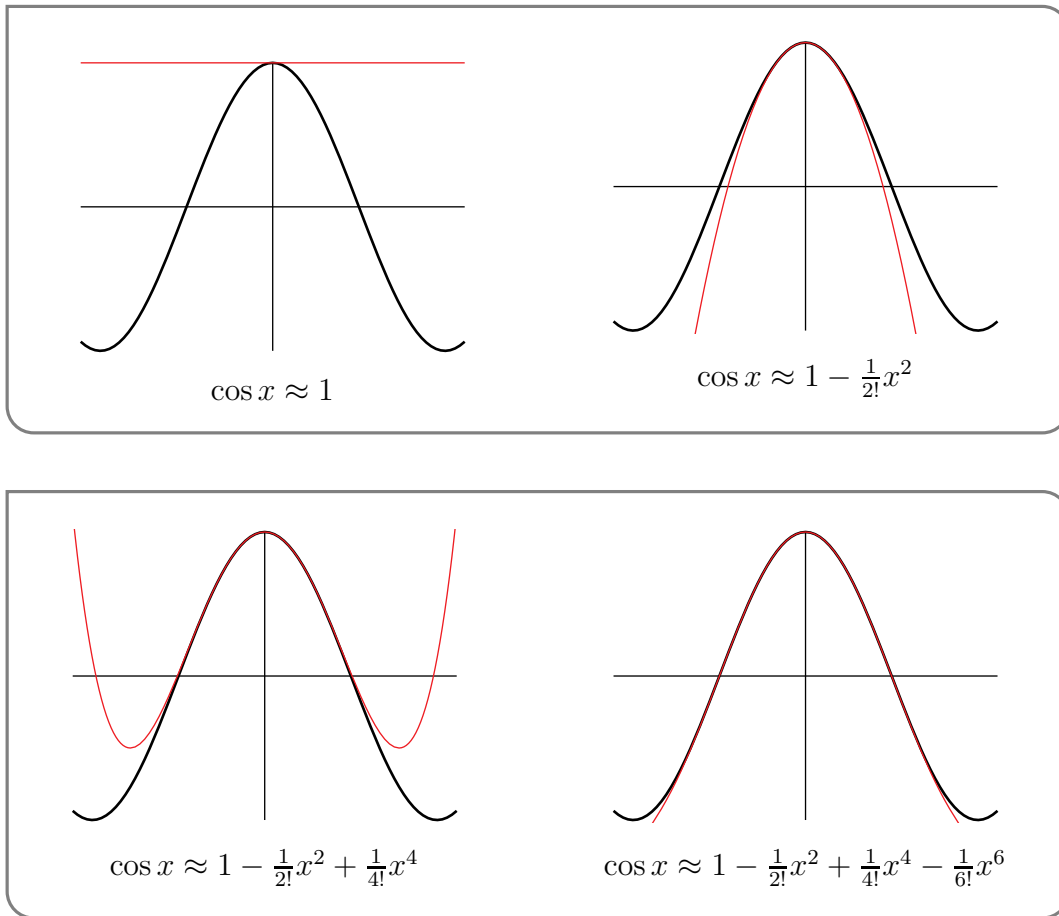 cos x ≈ 1
cos x ≈ 1 − 1/2! x²
cos x ≈ 1 − 1/2! x² + 1/4! x⁴
cos x ≈ 1 − 1/2! x² + 1/4! x⁴ − 1/6! x⁶